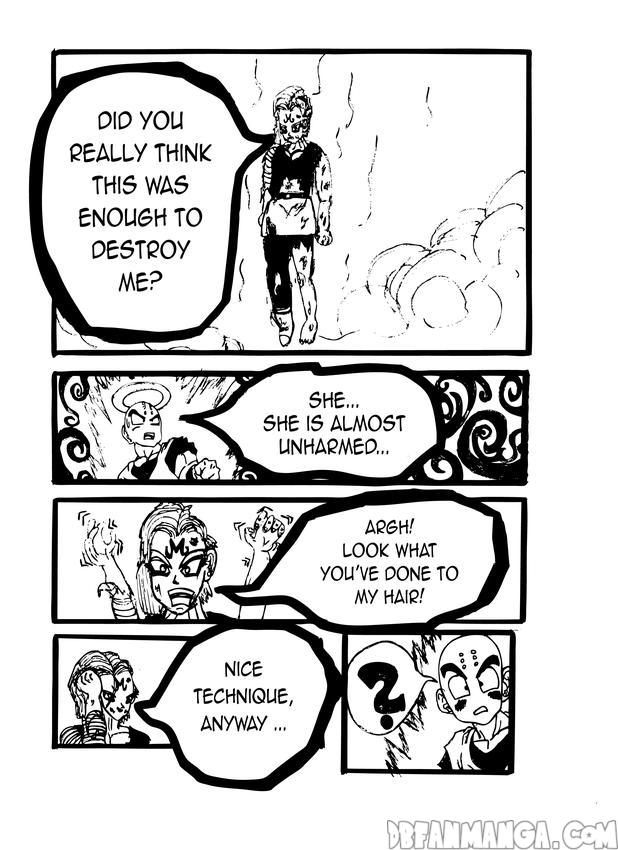 DID YOU
REALLY THINK
THIS WAS
ENOUGH TO
DESTROY
ME?
SHE...
SHE IS ALMOST
UNHARMED...
ARGH!
LOOK WHAT
YOU'VE DONE TO
MY HAIR!
NICE
TECHNIQUE,
ANYWAY ...
?
DBFANMANGA.COM